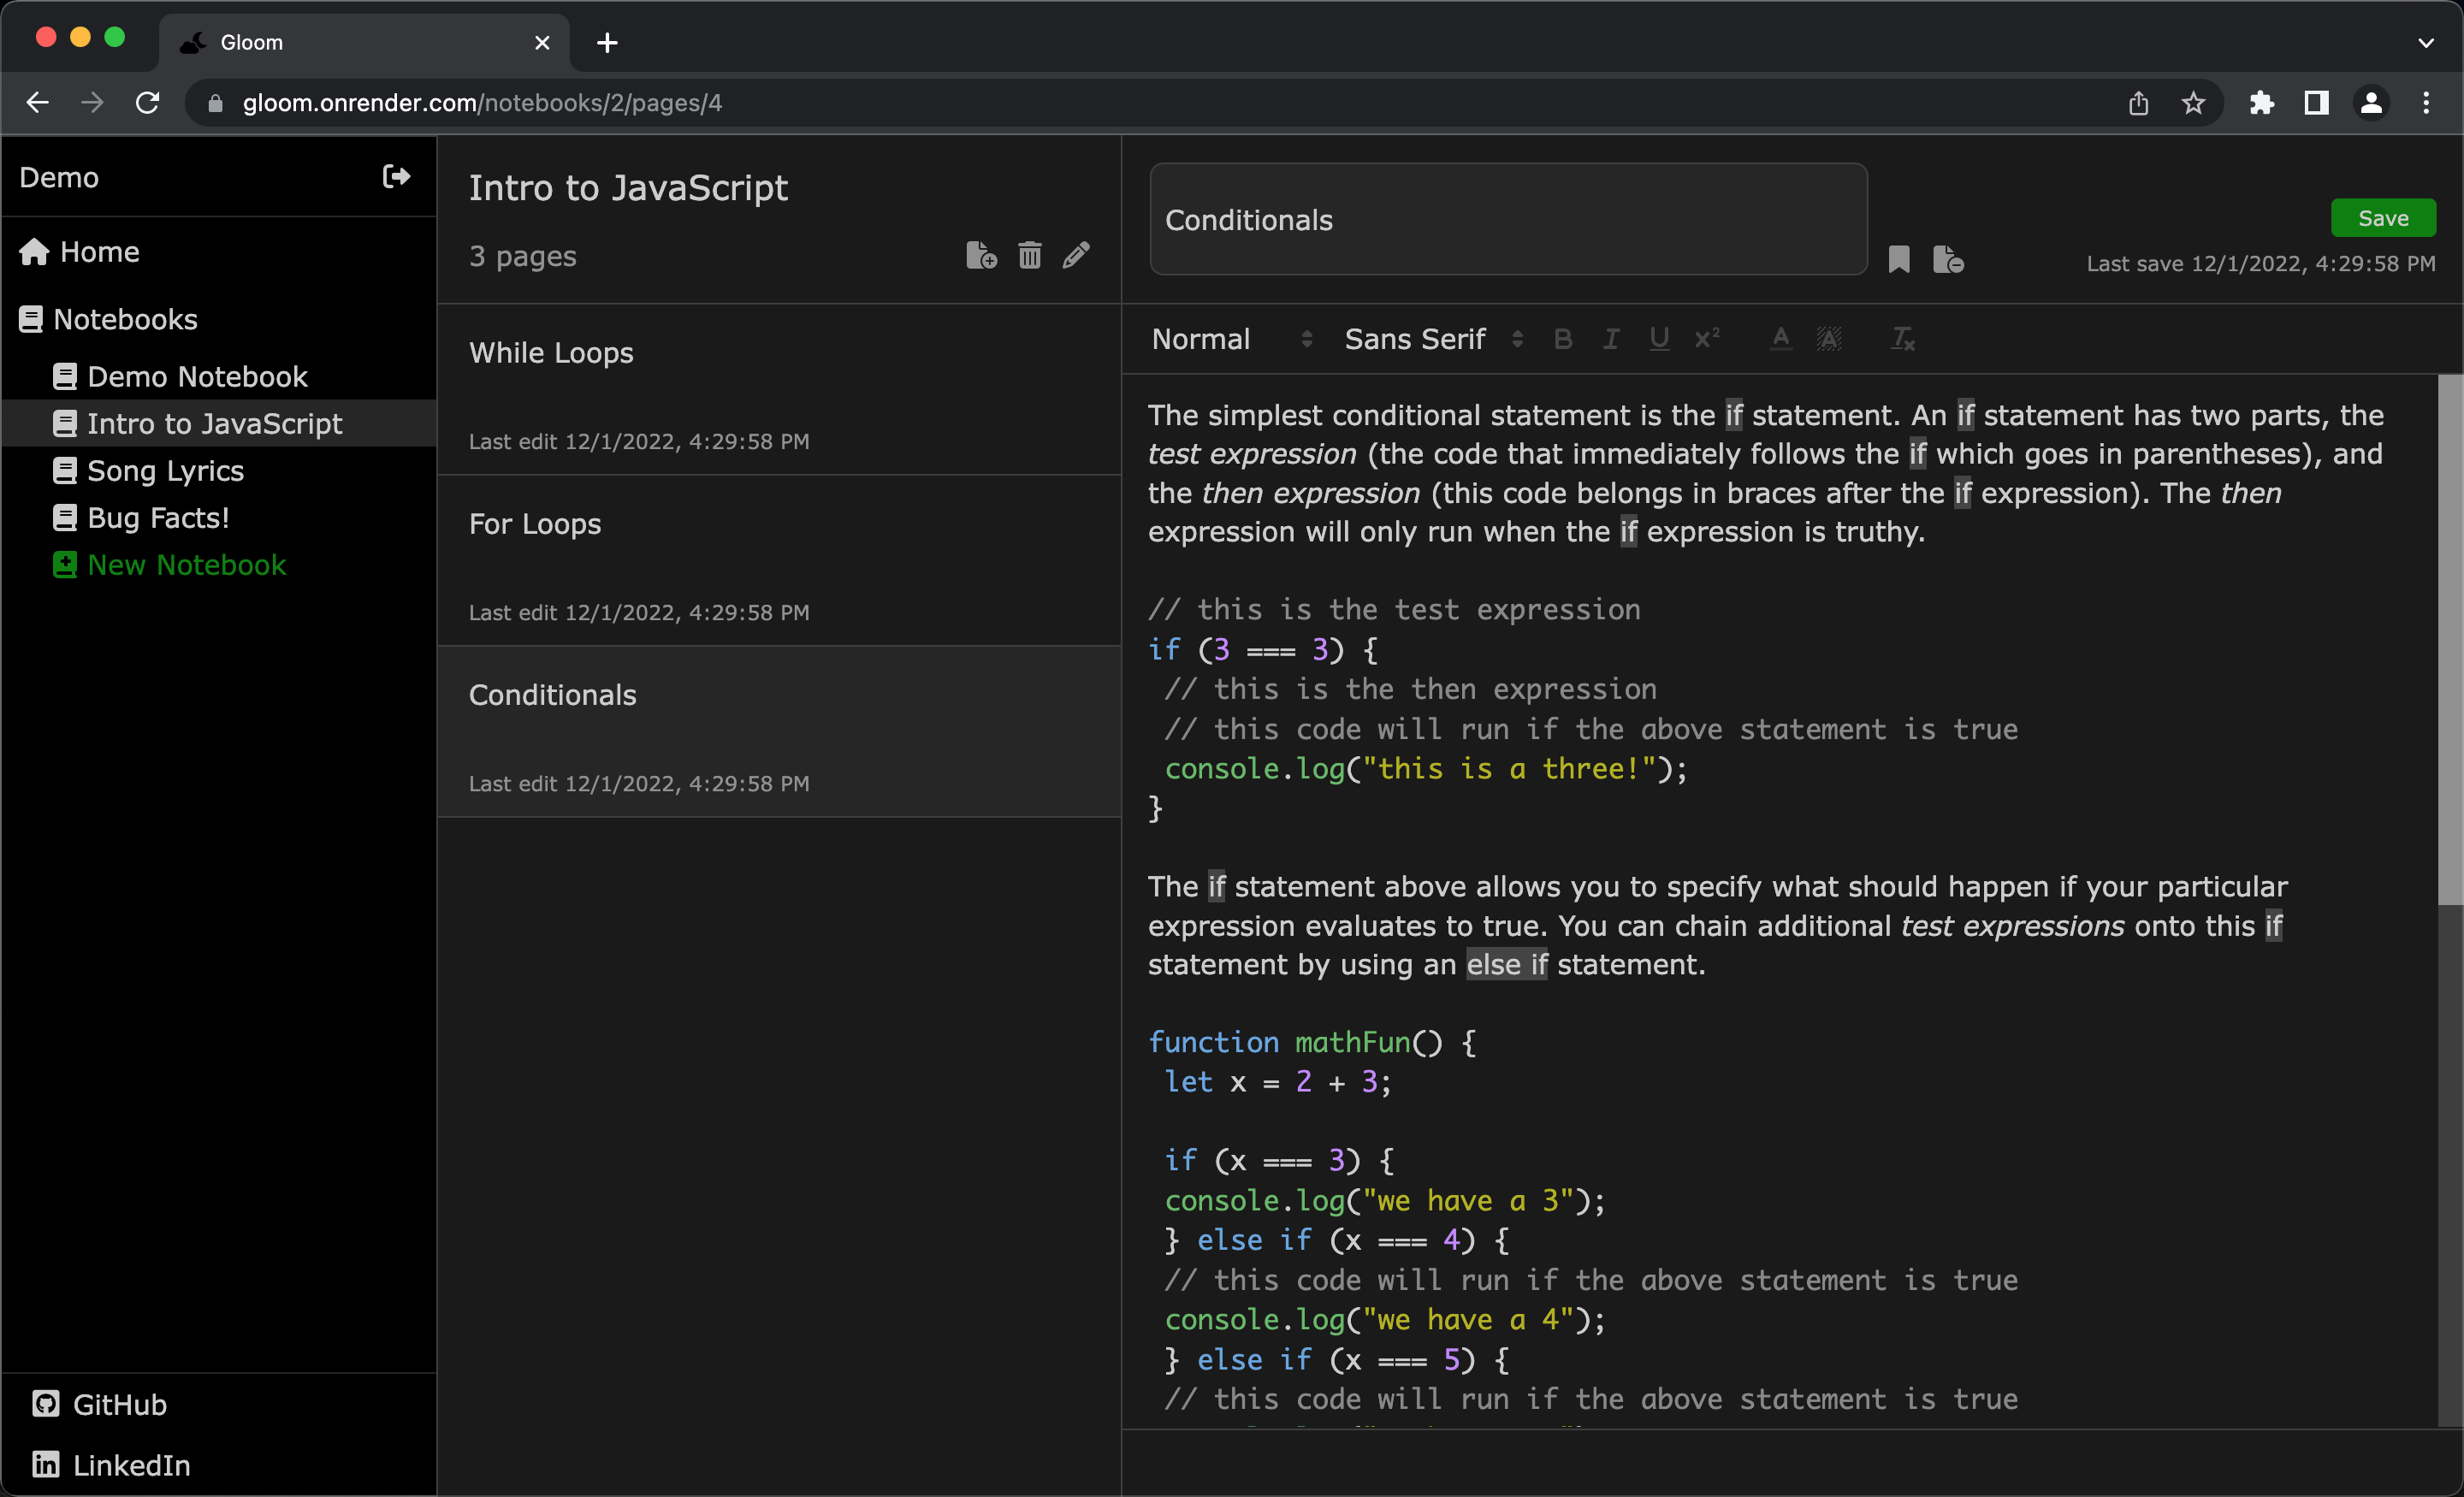 Gloom
gloom.onrender.com/notebooks/2/pages/4
Demo
Home
Notebooks
Demo Notebook
Intro to JavaScript
Song Lyrics
Bug Facts!
New Notebook
GitHub
LinkedIn
Intro to JavaScript
3 pages
While Loops
Last edit 12/1/2022, 4:29:58 PM
For Loops
Last edit 12/1/2022, 4:29:58 PM
Conditionals
Last edit 12/1/2022, 4:29:58 PM
Conditionals
Save
Last save 12/1/2022, 4:29:58 PM
Normal Sans Serif B I U x² A A Tx
The simplest conditional statement is the if statement. An if statement has two parts, the
test expression (the code that immediately follows the if which goes in parentheses), and
the then expression (this code belongs in braces after the if expression). The then
expression will only run when the if expression is truthy.
// this is the test expression
if (3 === 3) {
// this is the then expression
// this code will run if the above statement is true
console.log("this is a three!");
}
The if statement above allows you to specify what should happen if your particular
expression evaluates to true. You can chain additional test expressions onto this if
statement by using an else if statement.
function mathFun() {
let x = 2 + 3;
if (x === 3) {
console.log("we have a 3");
} else if (x === 4) {
// this code will run if the above statement is true
console.log("we have a 4");
} else if (x === 5) {
// this code will run if the above statement is true